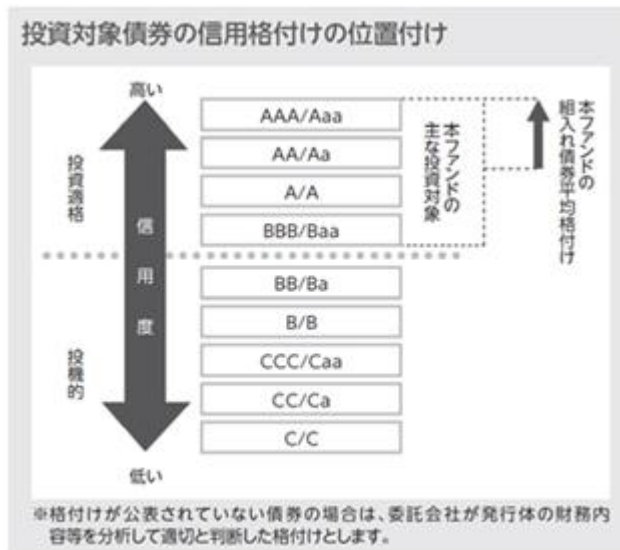 投資対象債券の信用格付けの位置付け
高い
投資適格
信用度
投機的
低い
AAA/Aaa
AA/Aa
A/A
BBB/Baa
BB/Ba
B/B
CCC/Caa
CC/Ca
C/C
本ファンドの
主な投資対象
本ファンドの
組入れ債券平均格付け
※格付けが公表されていない債券の場合は、委託会社が発行体の財務内
容等を分析して適切と判断した格付けとします。